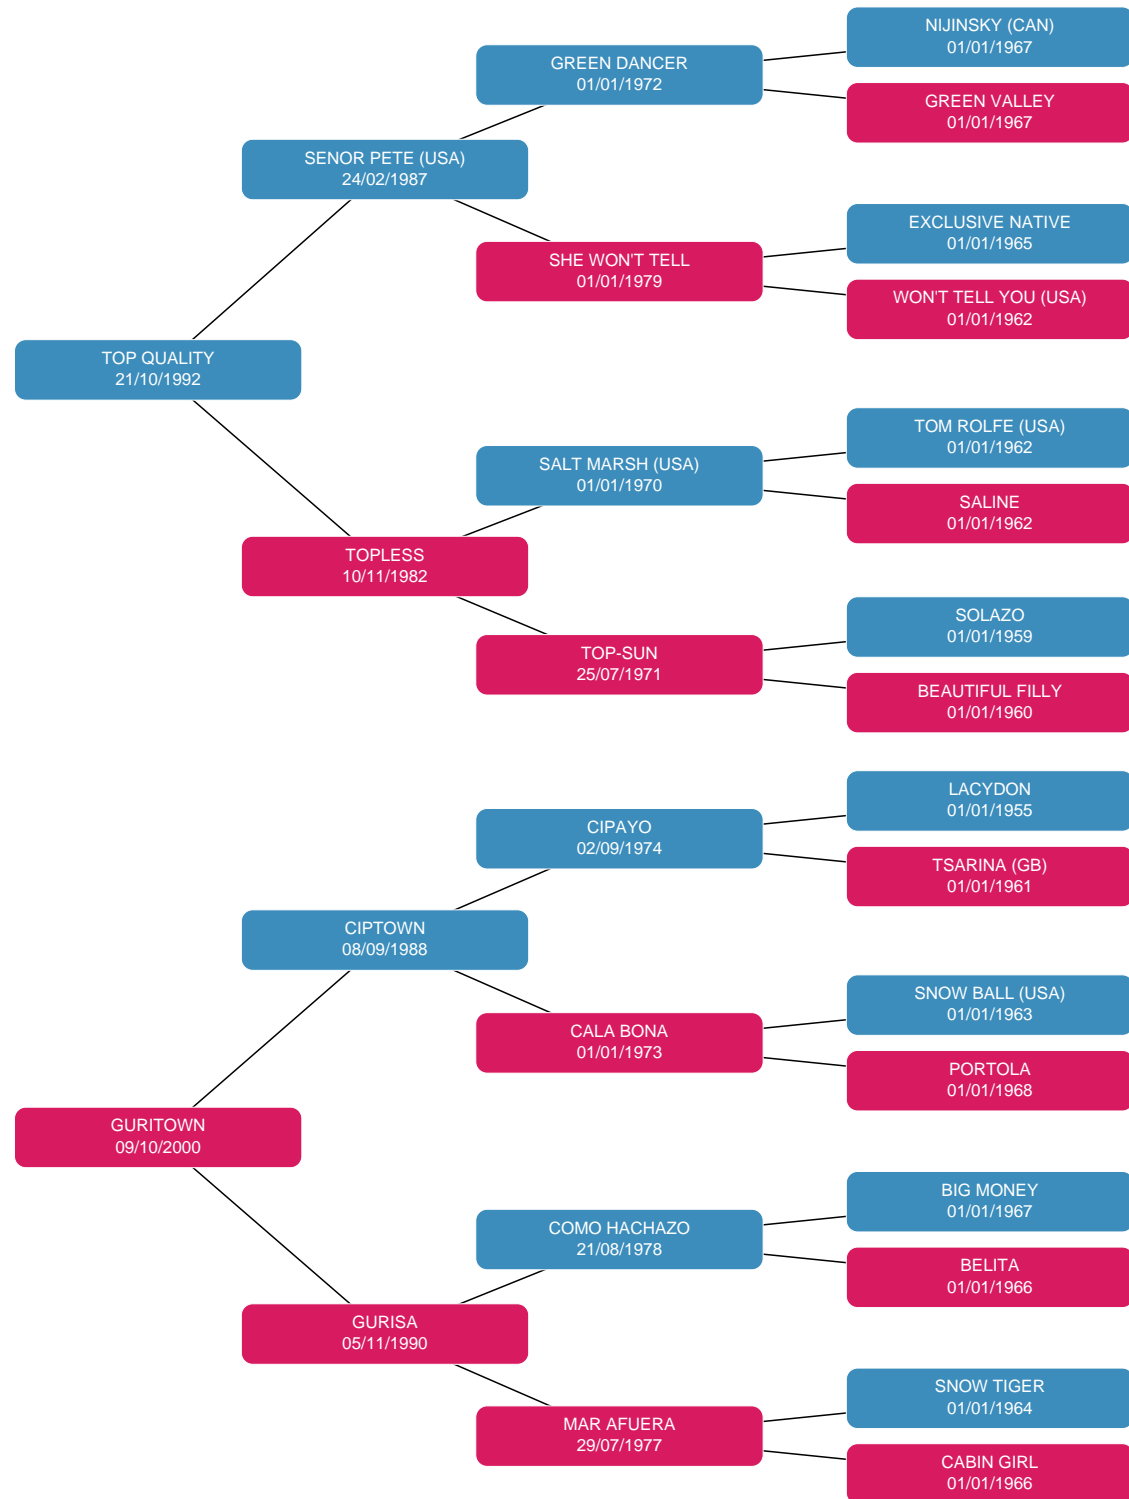 NIJINSKY (CAN)
01/01/1967
GREEN DANCER
01/01/1972
GREEN VALLEY
01/01/1967
SENOR PETE (USA)
24/02/1987
EXCLUSIVE NATIVE
01/01/1965
SHE WON'T TELL
01/01/1979
WON'T TELL YOU (USA)
01/01/1962
TOP QUALITY
21/10/1992
TOM ROLFE (USA)
01/01/1962
SALT MARSH (USA)
01/01/1970
SALINE
01/01/1962
TOPLESS
10/11/1982
SOLAZO
01/01/1959
TOP-SUN
25/07/1971
BEAUTIFUL FILLY
01/01/1960
LACYDON
01/01/1955
CIPAYO
02/09/1974
TSARINA (GB)
01/01/1961
CIPTOWN
08/09/1988
SNOW BALL (USA)
01/01/1963
CALA BONA
01/01/1973
PORTOLA
01/01/1968
GURITOWN
09/10/2000
BIG MONEY
01/01/1967
COMO HACHAZO
21/08/1978
BELITA
01/01/1966
GURISA
05/11/1990
SNOW TIGER
01/01/1964
MAR AFUERA
29/07/1977
CABIN GIRL
01/01/1966